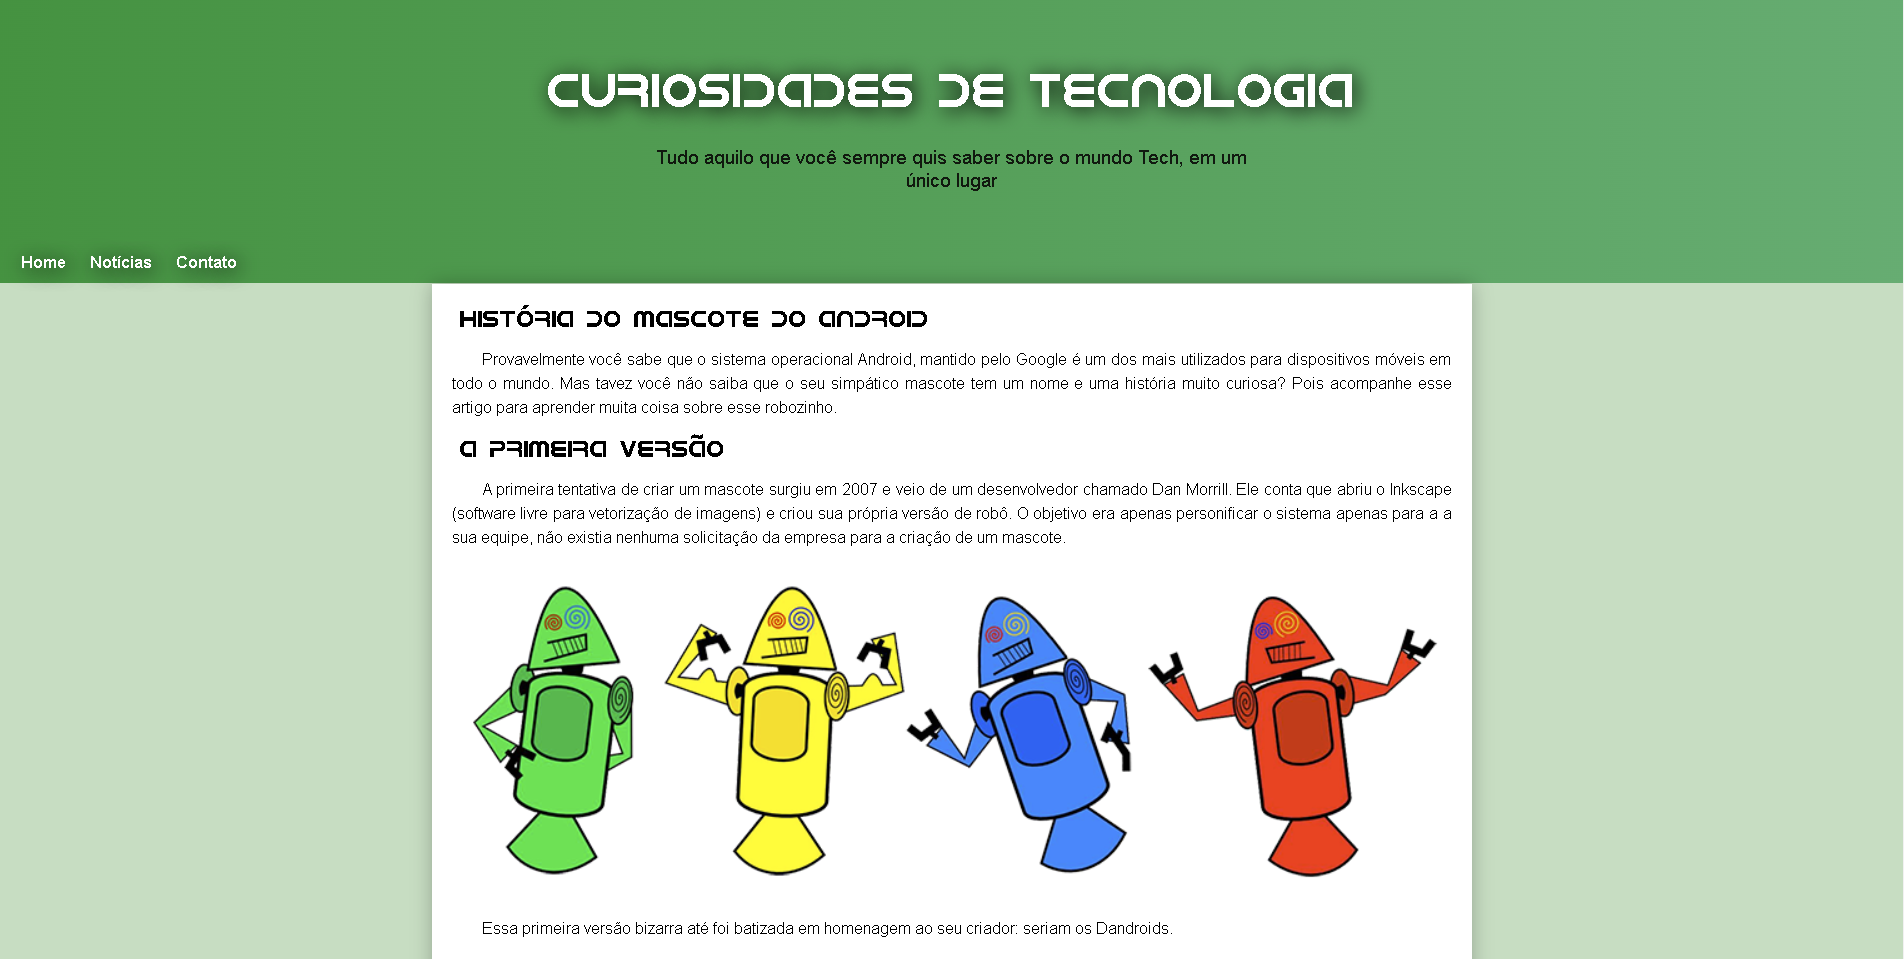 CURIOSIDADES DE TECNOLOGIA
Tudo aquilo que você sempre quis saber sobre o mundo Tech, em um
único lugar
Home Notícias Contato
HISTÓRIA DO MASCOTE DO ANDROID
Provavelmente você sabe que o sistema operacional Android, mantido pelo Google é um dos mais utilizados para dispositivos móveis em
todo o mundo. Mas tavez você não saiba que o seu simpático mascote tem um nome e uma história muito curiosa? Pois acompanhe esse
artigo para aprender muita coisa sobre esse robozinho.
A PRIMEIRA VERSÃO
A primeira tentativa de criar um mascote surgiu em 2007 e veio de um desenvolvedor chamado Dan Morrill. Ele conta que abriu o Inkscape
(software livre para vetorização de imagens) e criou sua própria versão de robô. O objetivo era apenas personificar o sistema apenas para a a
sua equipe, não existia nenhuma solicitação da empresa para a criação de um mascote.
Essa primeira versão bizarra até foi batizada em homenagem ao seu criador: seriam os Dandroids.